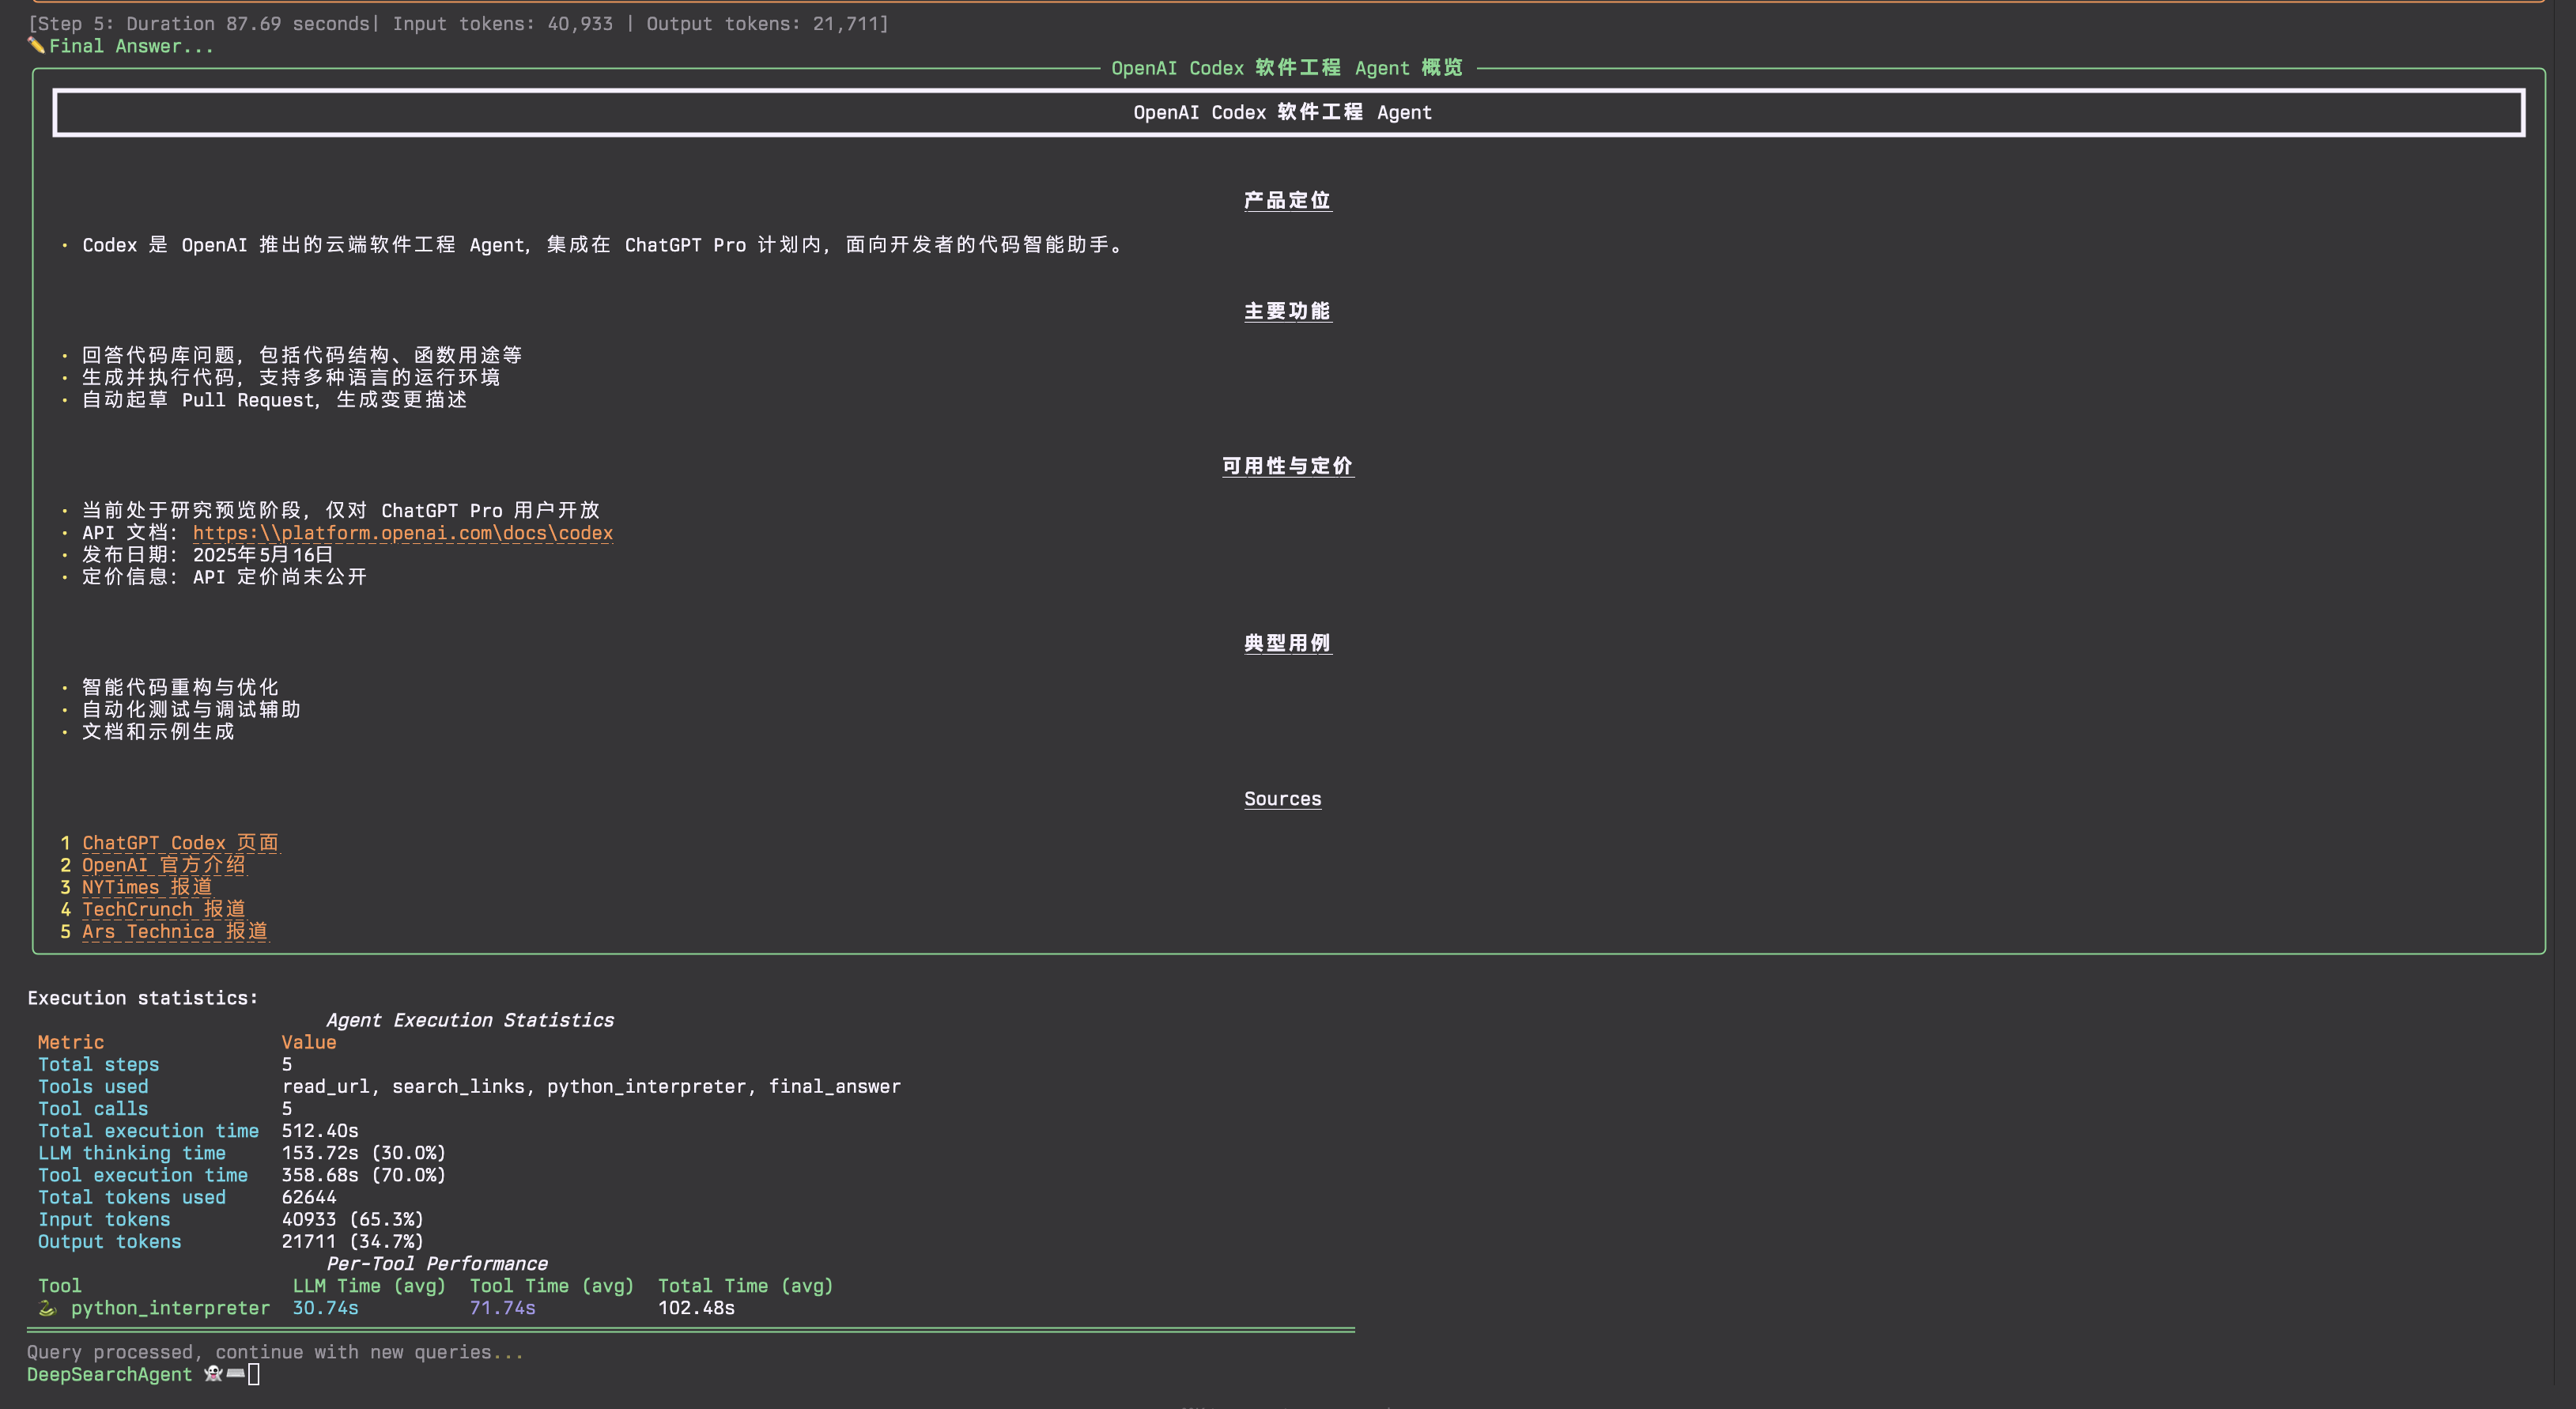 [Step 5: Duration 87.69 seconds| Input tokens: 40,933 | Output tokens: 21,711]
✏️Final Answer...
OpenAI Codex 软件工程 Agent 概览
OpenAI Codex 软件工程 Agent
产品定位
• Codex 是 OpenAI 推出的云端软件工程 Agent, 集成在 ChatGPT Pro 计划内, 面向开发者的代码智能助手。
主要功能
• 回答代码库问题, 包括代码结构、函数用途等
• 生成并执行代码, 支持多种语言的运行环境
• 自动起草 Pull Request, 生成变更描述
可用性与定价
• 当前处于研究预览阶段, 仅对 ChatGPT Pro 用户开放
• API 文档: https:\\platform.openai.com\docs\codex
• 发布日期: 2025年5月16日
• 定价信息: API 定价尚未公开
典型用例
• 智能代码重构与优化
• 自动化测试与调试辅助
• 文档和示例生成
Sources
1 ChatGPT Codex 页面
2 OpenAI 官方介绍
3 NYTimes 报道
4 TechCrunch 报道
5 Ars Technica 报道
Execution statistics:
Agent Execution Statistics
Metric Value
Total steps 5
Tools used read_url, search_links, python_interpreter, final_answer
Tool calls 5
Total execution time 512.40s
LLM thinking time 153.72s (30.0%)
Tool execution time 358.68s (70.0%)
Total tokens used 62644
Input tokens 40933 (65.3%)
Output tokens 21711 (34.7%)
Per-Tool Performance
Tool LLM Time (avg) Tool Time (avg) Total Time (avg)
🐍 python_interpreter 30.74s 71.74s 102.48s
Query processed, continue with new queries...
DeepSearchAgent 👻⌨️